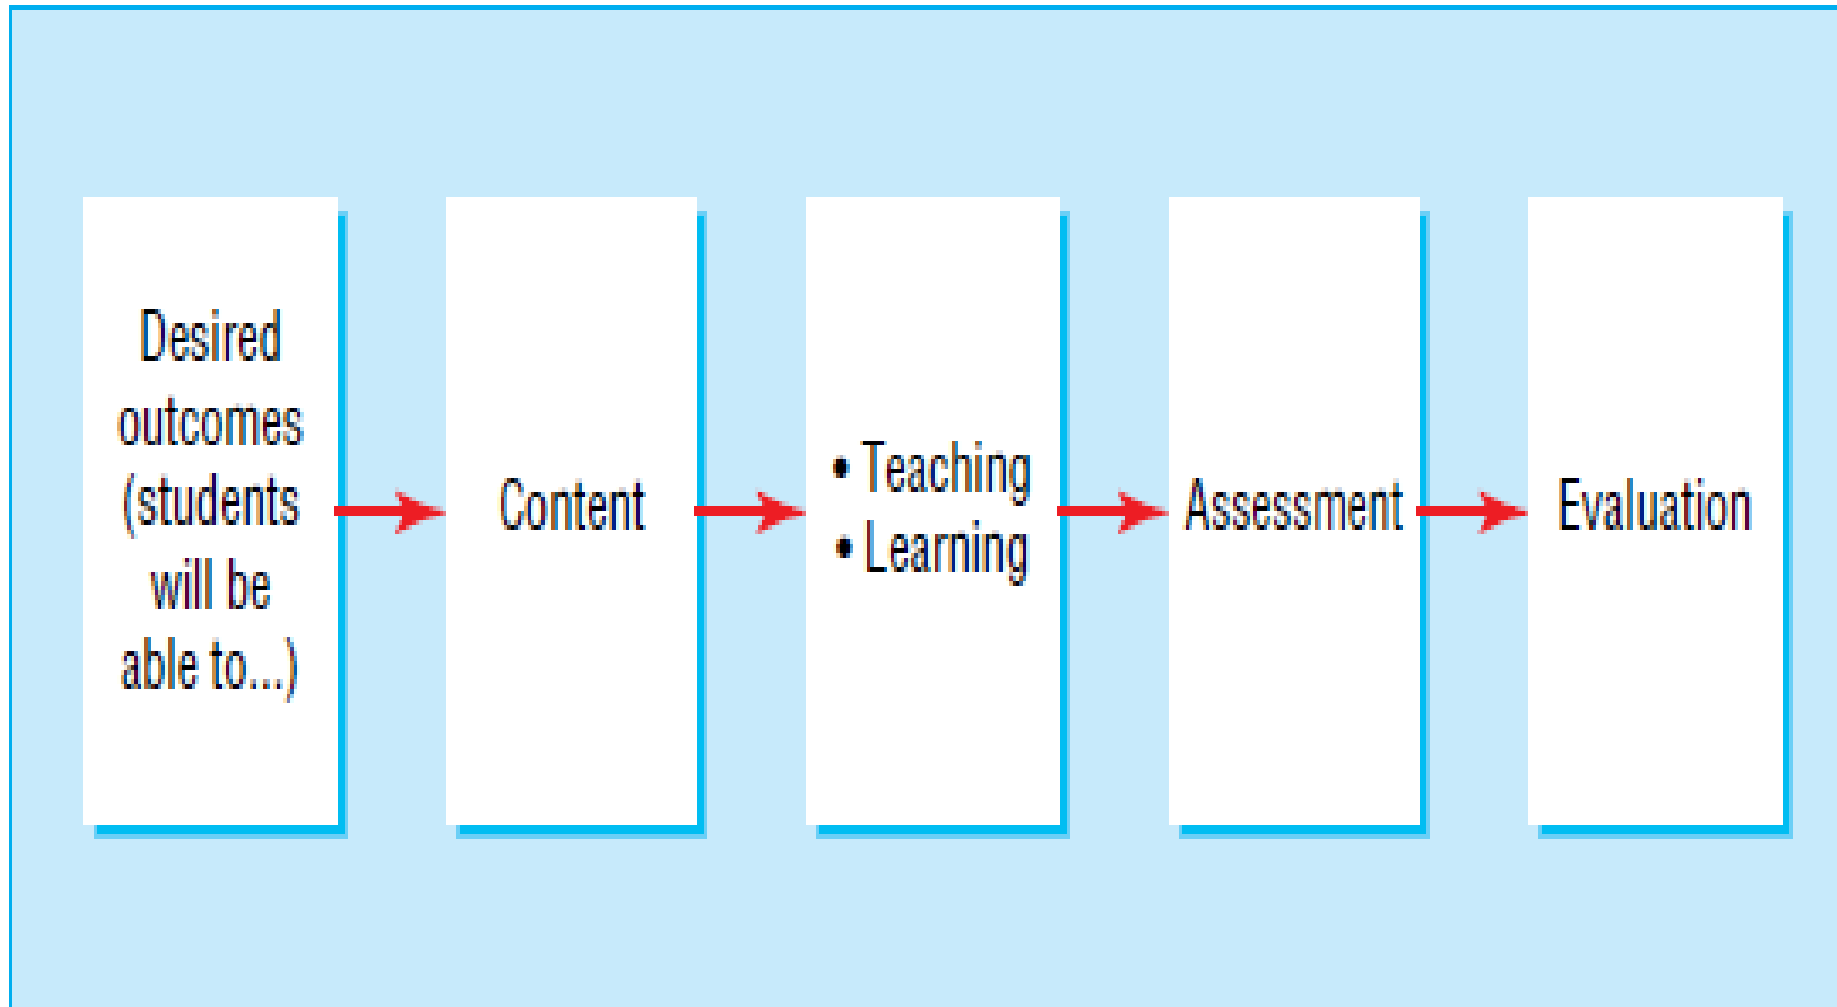 Desired
outcomes
(students
will be
able to...)
Content
• Teaching
• Learning
Assessment
Evaluation